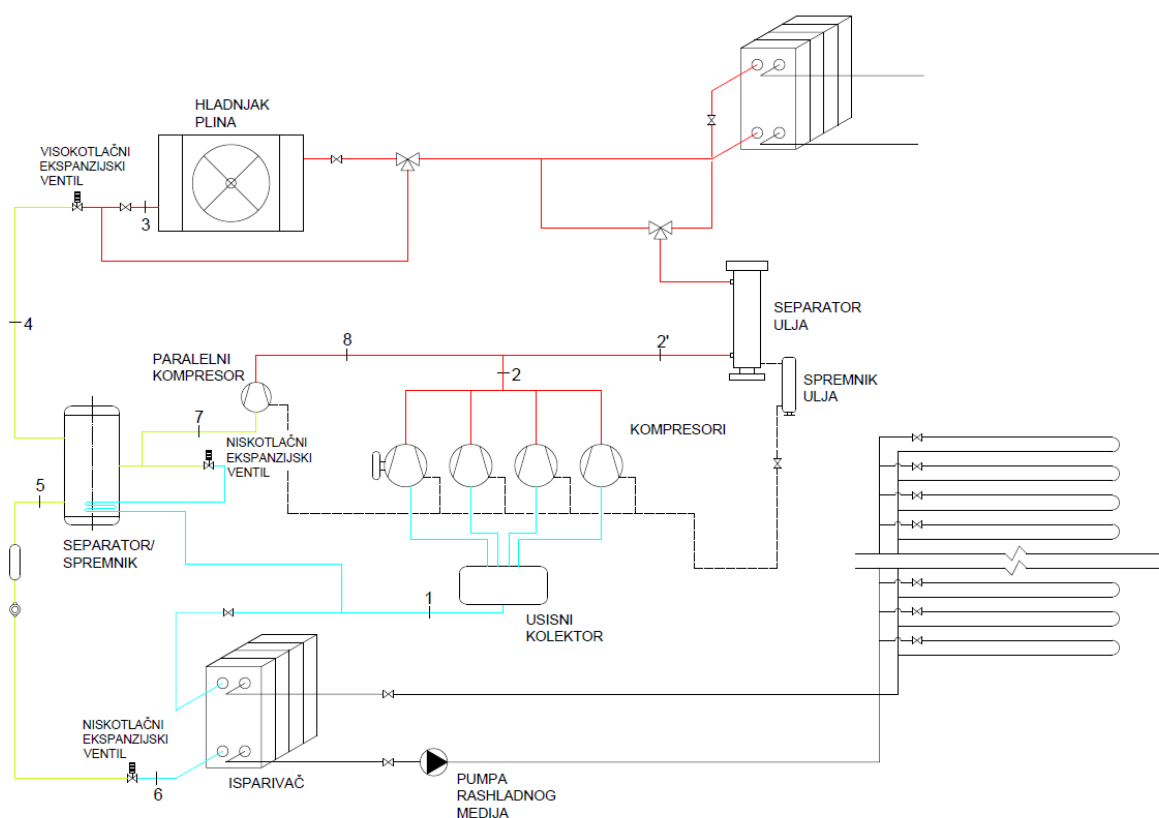 HLADNJAK
PLINA
VISOKOTLAČNI
EKSPANZIJSKI
VENTIL
3
4
SEPARATOR
ULJA
8
2'
PARALELNI
KOMPRESOR
2
SPREMNIK
ULJA
7
KOMPRESORI
NISKOTLAČNI
EKSPANZIJSKI
VENTIL
5
SEPARATOR/
SPREMNIK
1
USISNI
KOLEKTOR
NISKOTLAČNI
EKSPANZIJSKI
VENTIL
6
ISPARIVAČ
PUMPA
RASHLADNOG
MEDIJA